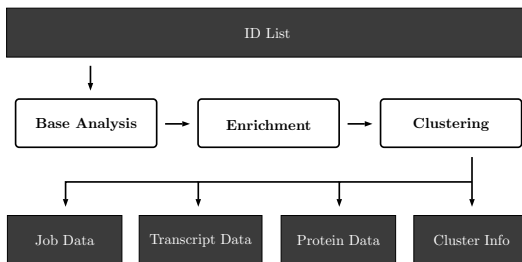 ID List
Base Analysis
Enrichment
Clustering
Job Data
Transcript Data
Protein Data
Cluster Info